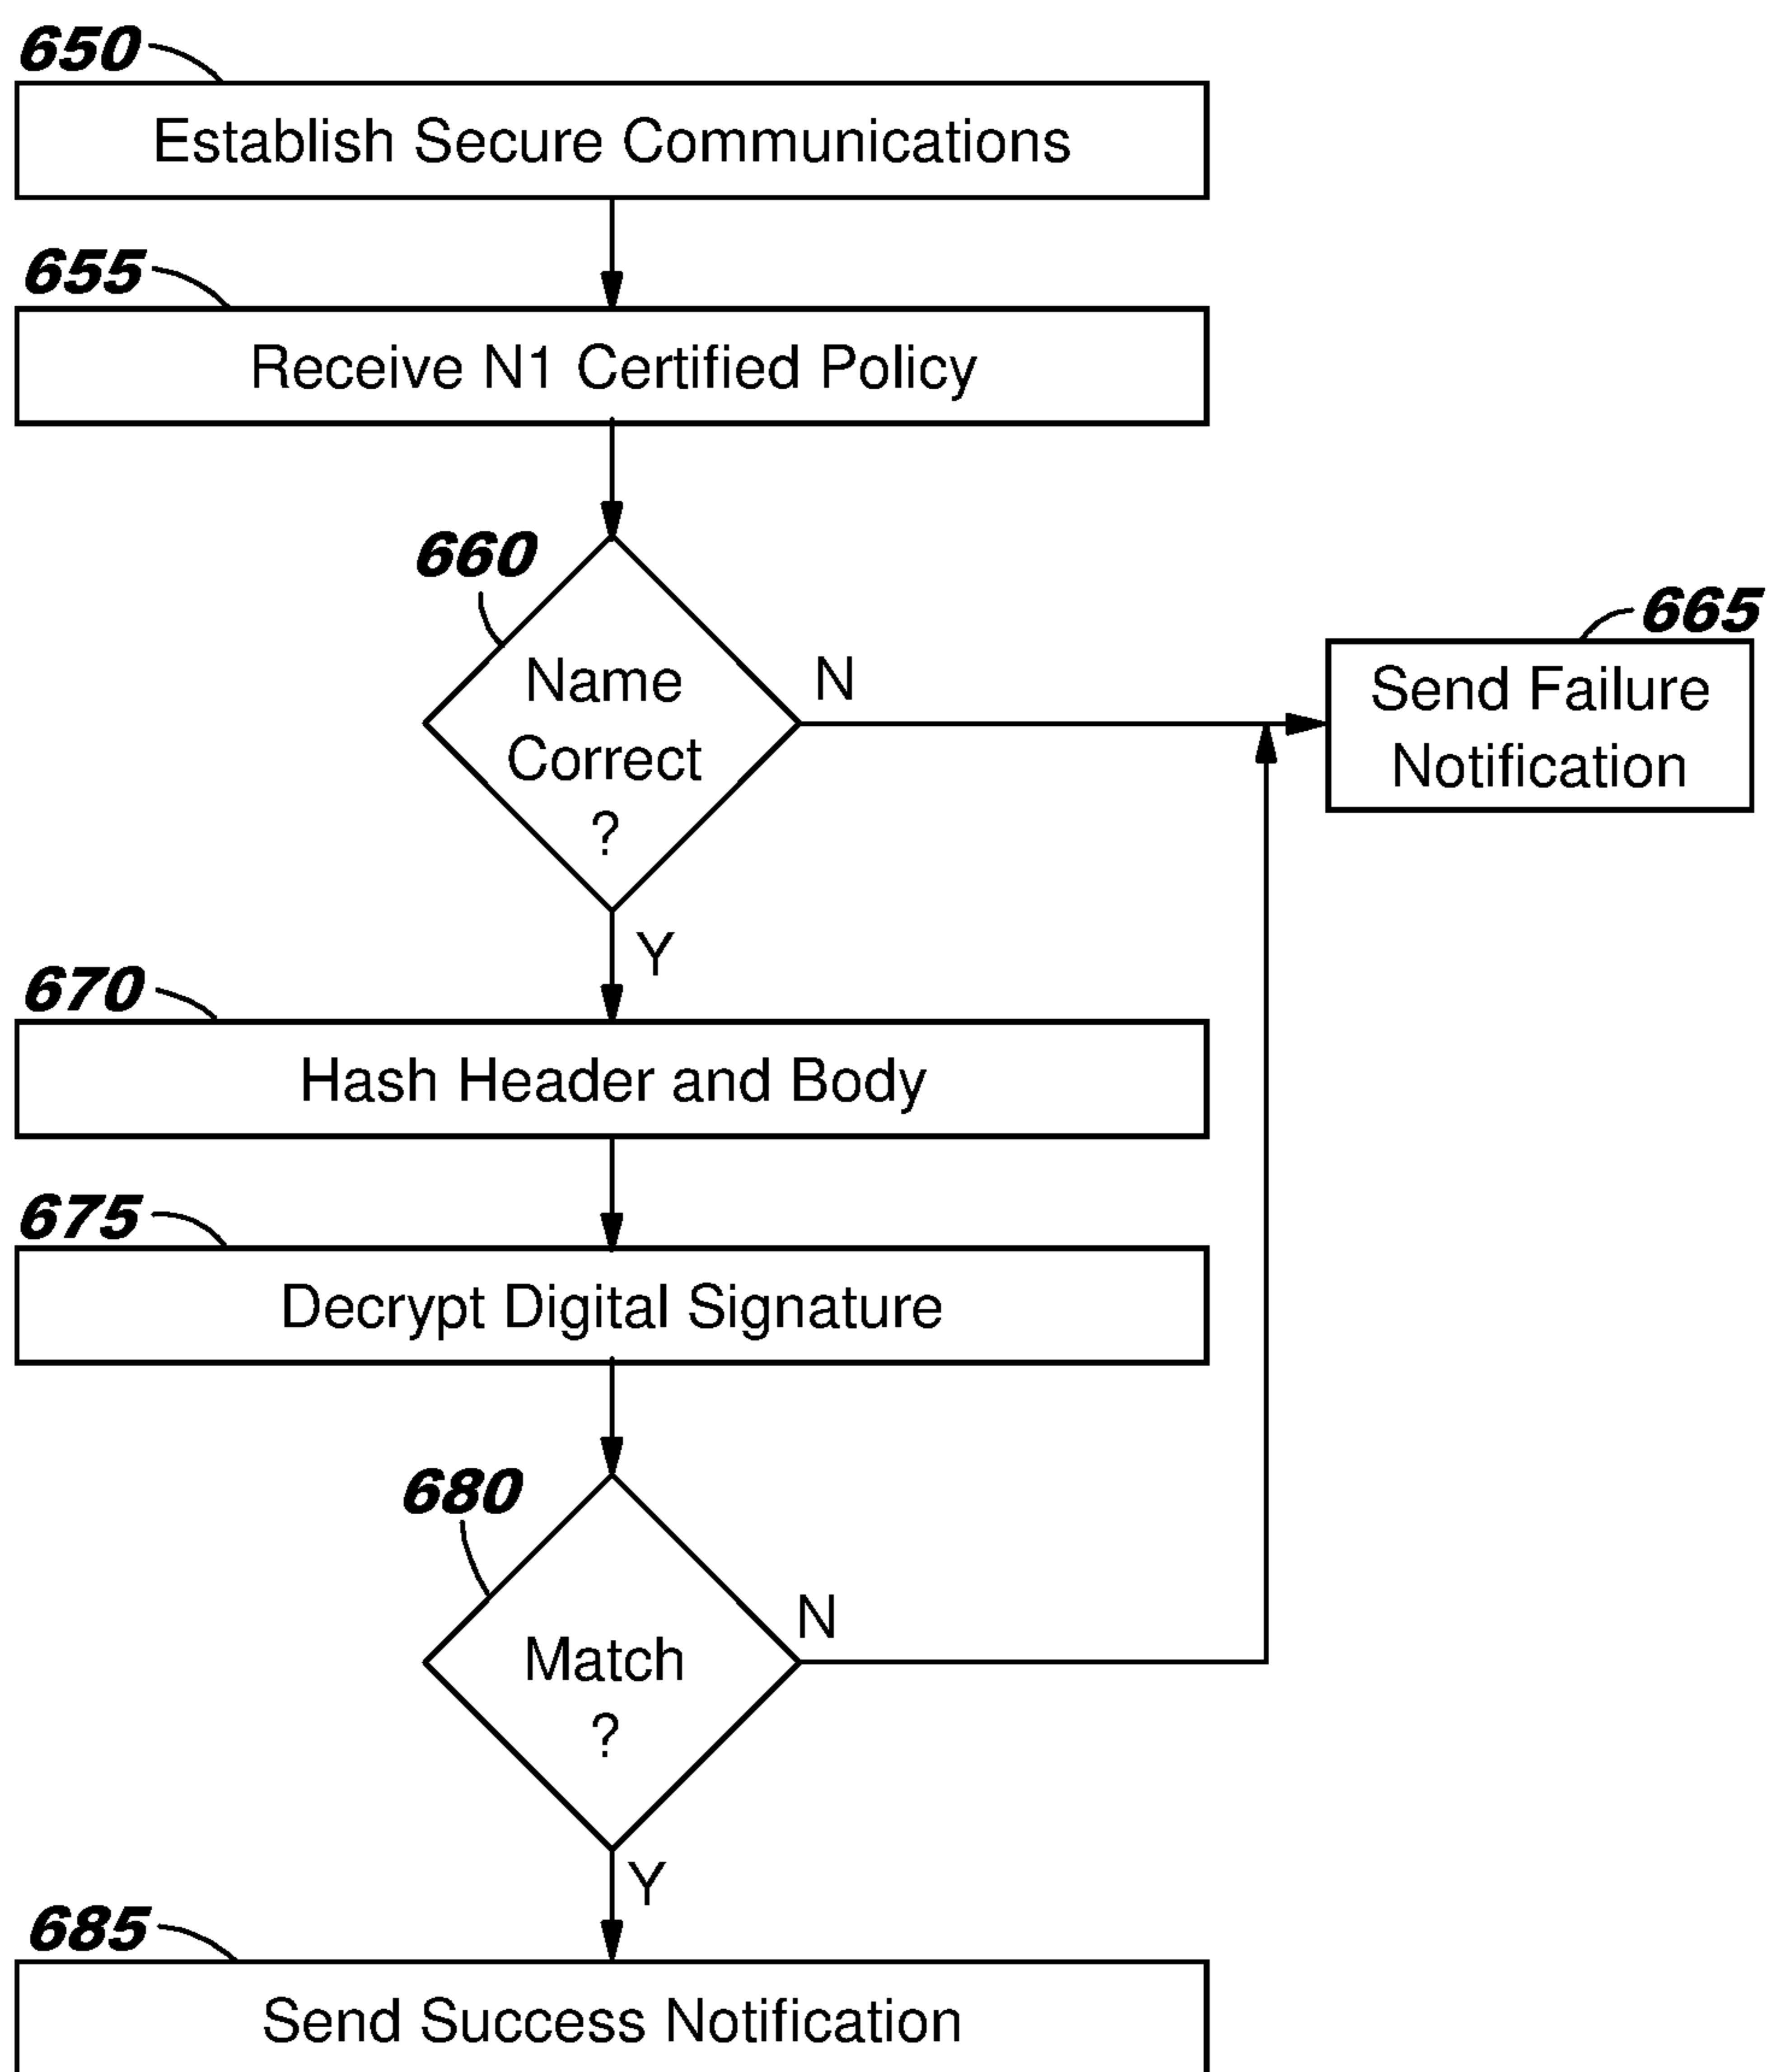 650
Establish Secure Communications
655
Receive N1 Certified Policy
660
Name
Correct
?
N
665
Send Failure
Notification
Y
670
Hash Header and Body
675
Decrypt Digital Signature
680
Match
?
N
Y
685
Send Success Notification